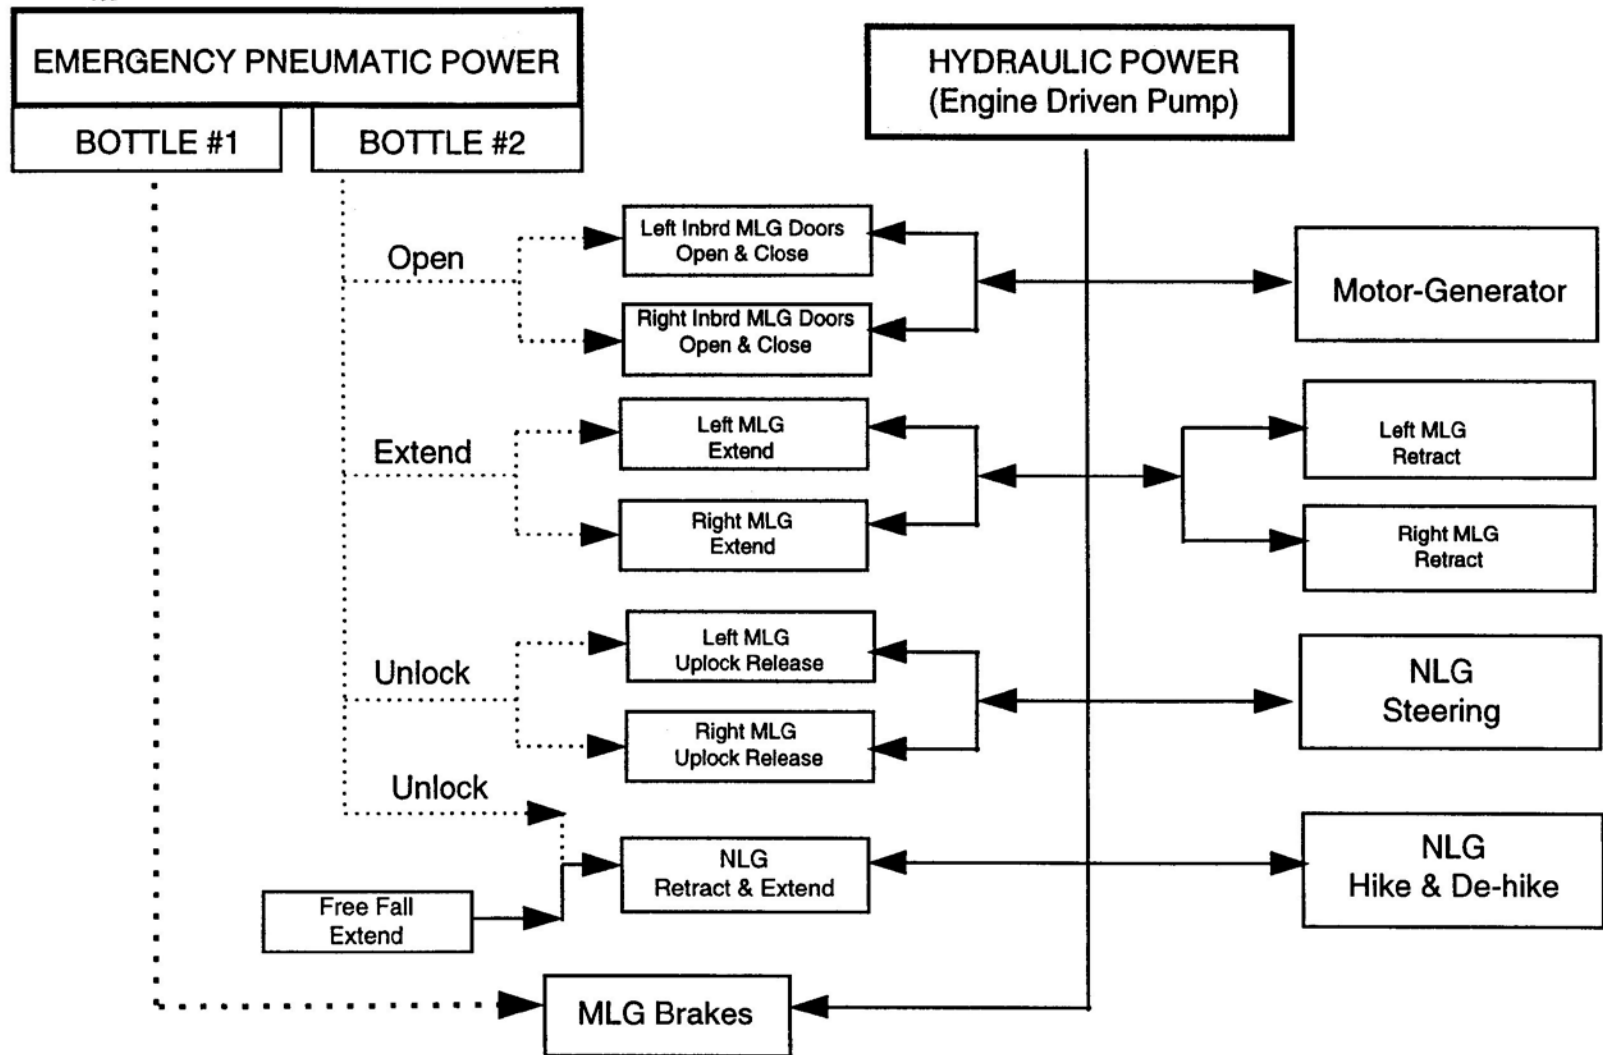 EMERGENCY PNEUMATIC POWER
BOTTLE #1
BOTTLE #2
HYDRAULIC POWER
(Engine Driven Pump)
Open
Left Inbrd MLG Doors
Open & Close
Right Inbrd MLG Doors
Open & Close
Motor-Generator
Extend
Left MLG
Extend
Right MLG
Extend
Left MLG
Retract
Right MLG
Retract
Unlock
Left MLG
Uplock Release
Right MLG
Uplock Release
NLG
Steering
Unlock
NLG
Retract & Extend
NLG
Hike & De-hike
Free Fall
Extend
MLG Brakes